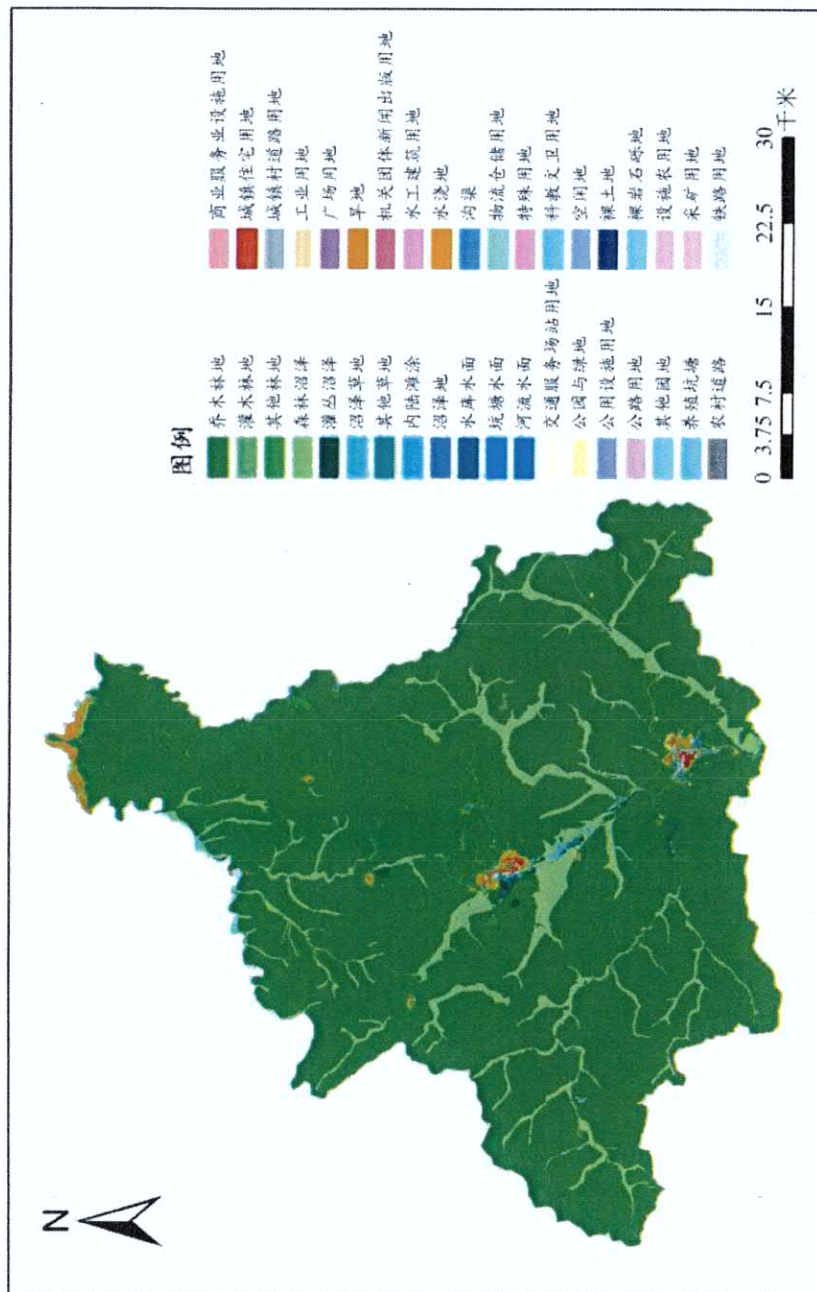 N
图例
乔木林地
灌木林地
其他林地
森林沼泽
灌丛沼泽
沼泽草地
其他草地
内陆滩涂
沼泽地
水库水面
坑塘水面
河流水面
交通服务场站用地
公园与绿地
公用设施用地
公路用地
其他园地
养殖坑塘
农村道路
商业服务业设施用地
城镇住宅用地
城镇村道路用地
工业用地
广场用地
旱地
机关团体新闻出版用地
水工建筑用地
水浇地
沟渠
物流仓储用地
特殊用地
科教文卫用地
空闲地
裸土地
裸岩石砾地
设施农用地
采矿用地
铁路用地
0 3.75 7.5 15 22.5 30
千米